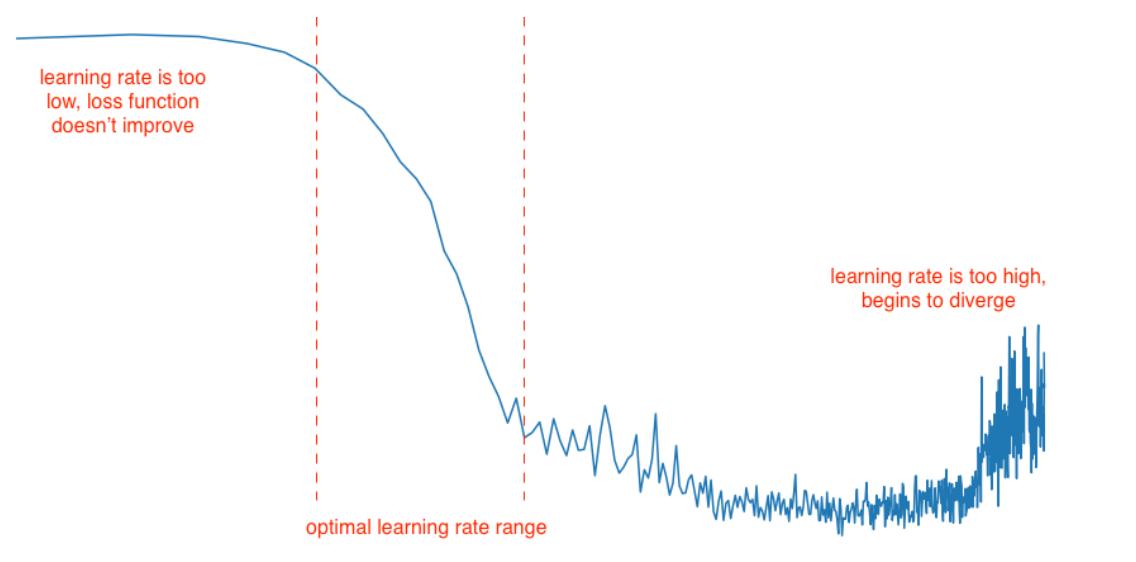 learning rate is too
low, loss function
doesn't improve
learning rate is too high,
begins to diverge
optimal learning rate range